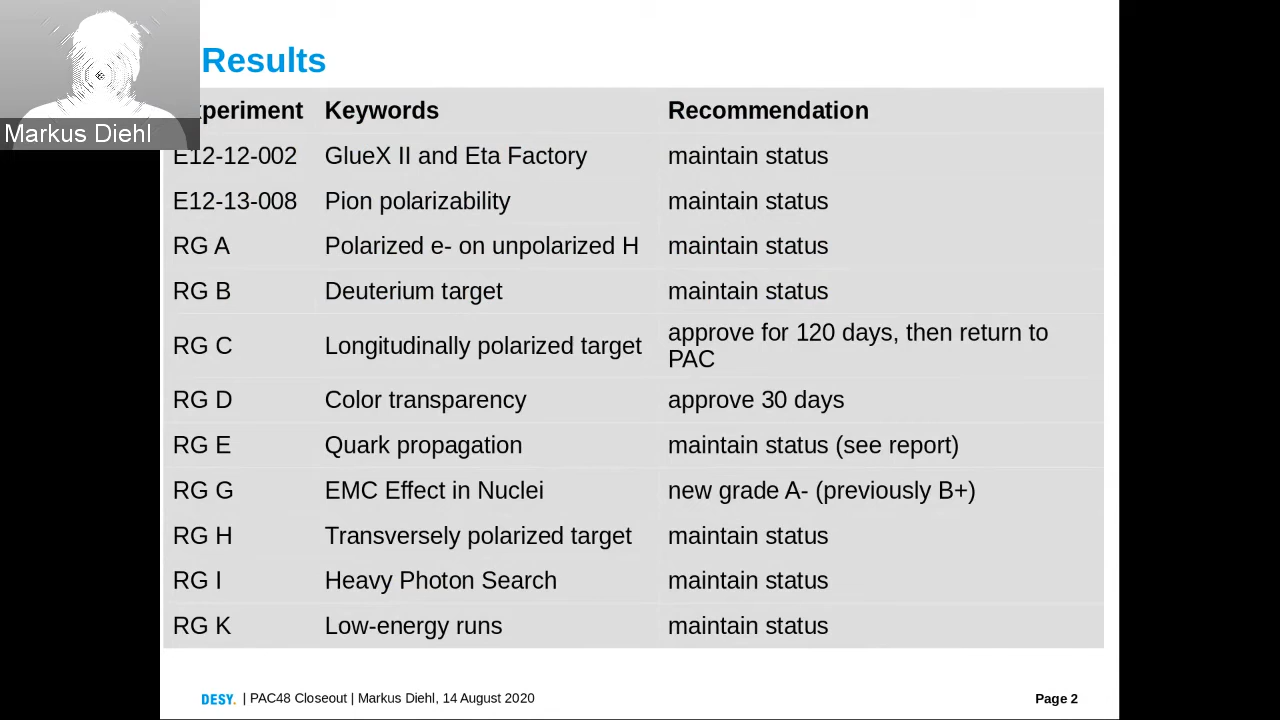 Results
Markus Diehl
xperiment Keywords Recommendation
E12-12-002 GlueX II and Eta Factory maintain status
E12-13-008 Pion polarizability maintain status
RG A Polarized e- on unpolarized H maintain status
RG B Deuterium target maintain status
RG C Longitudinally polarized target approve for 120 days, then return to
PAC
RG D Color transparency approve 30 days
RG E Quark propagation maintain status (see report)
RG G EMC Effect in Nuclei new grade A- (previously B+)
RG H Transversely polarized target maintain status
RG I Heavy Photon Search maintain status
RG K Low-energy runs maintain status
DESY. | PAC48 Closeout | Markus Diehl, 14 August 2020 Page 2